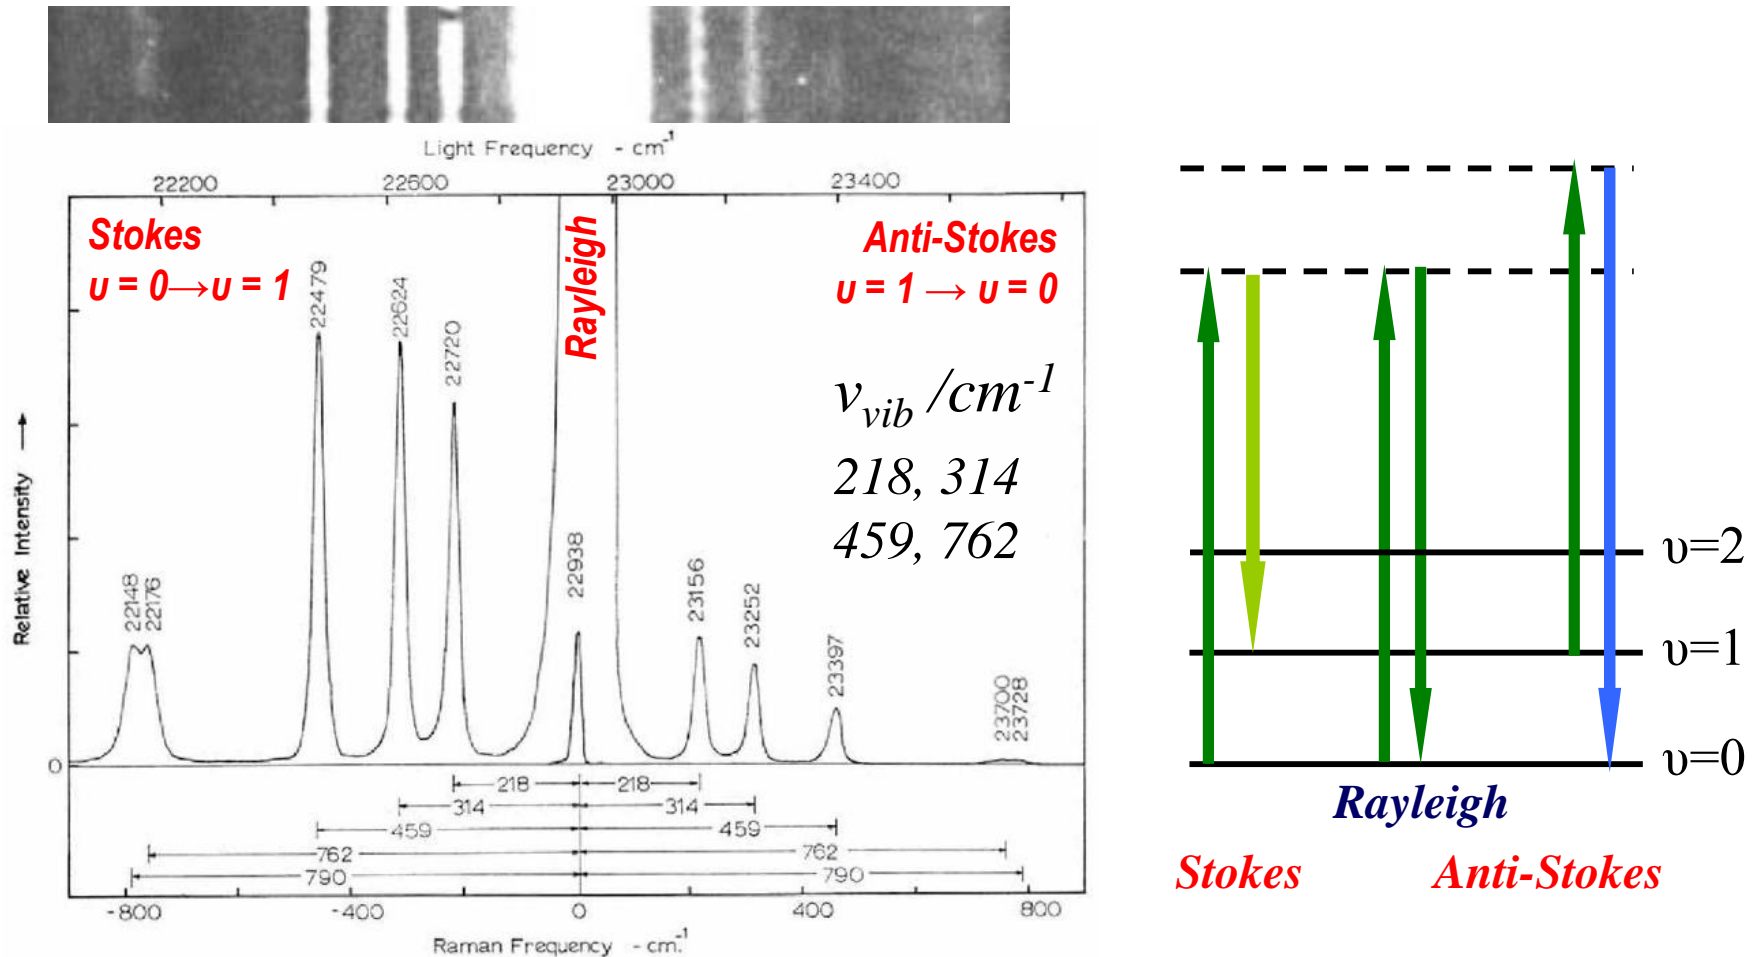 Light Frequency - cm⁻¹
22200 22600 23000 23400
Stokes
υ = 0→υ = 1
Rayleigh
Anti-Stokes
υ = 1 → υ = 0
22148
22176
22479
22624
22720
22938
23156
23252
23397
23700
23728
ν_vib /cm⁻¹
218, 314
459, 762
Relative Intensity →
0
218 218
314 314
459 459
762 762
790 790
-800 -400 0 400 800
Raman Frequency - cm.⁻¹
υ=2
υ=1
υ=0
Rayleigh
Stokes Anti-Stokes